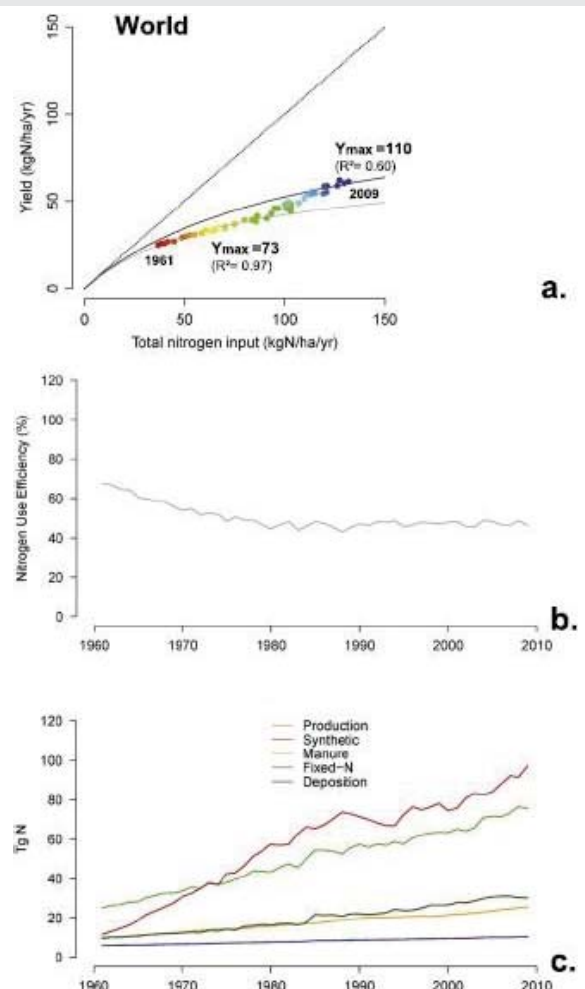 World
Yield (kgN/ha/yr)
150
100
50
0
Ymax =110
(R²= 0.60)
2009
1961
Ymax =73
(R²= 0.97)
0 50 100 150
Total nitrogen input (kgN/ha/yr)
a.
Nitrogen Use Efficiency (%)
120
100
80
60
40
20
0
1960 1970 1980 1990 2000 2010
b.
Tg N
120
100
80
60
40
20
0
Production
Synthetic
Manure
Fixed-N
Deposition
1960 1970 1980 1990 2000 2010
c.